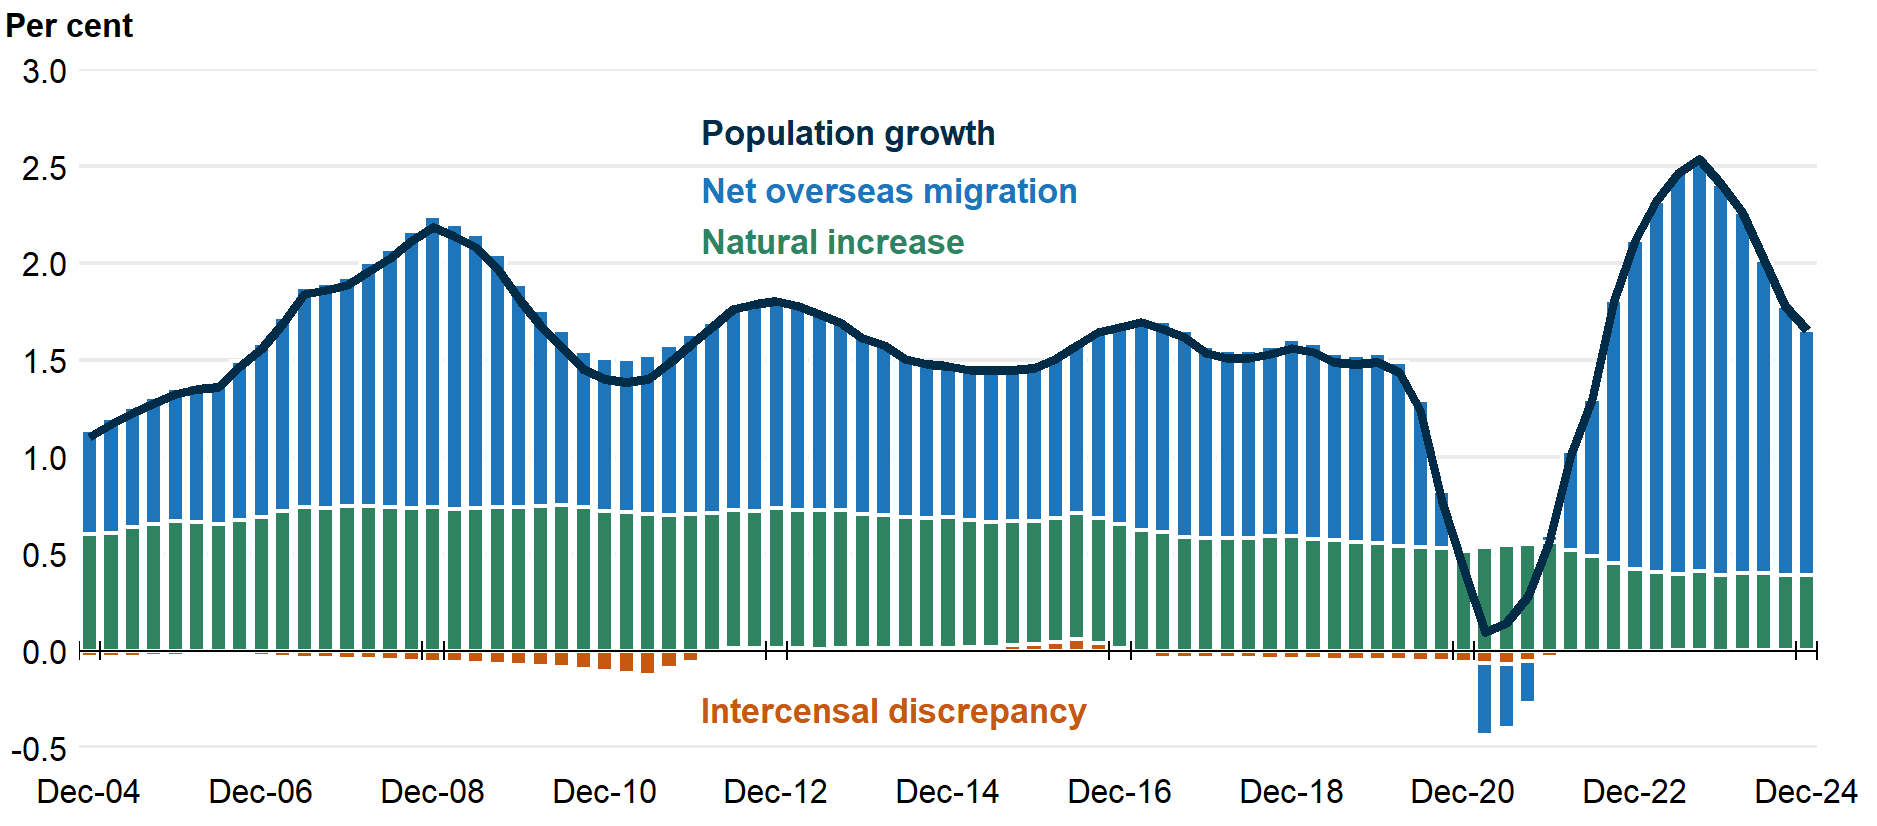 Per cent
3.0
Population growth
2.5
Net overseas migration
Natural increase
2.0
1.5
1.0
0.5
0.0
Intercensal discrepancy
-0.5
Dec-04 Dec-06 Dec-08 Dec-10 Dec-12 Dec-14 Dec-16 Dec-18 Dec-20 Dec-22 Dec-24